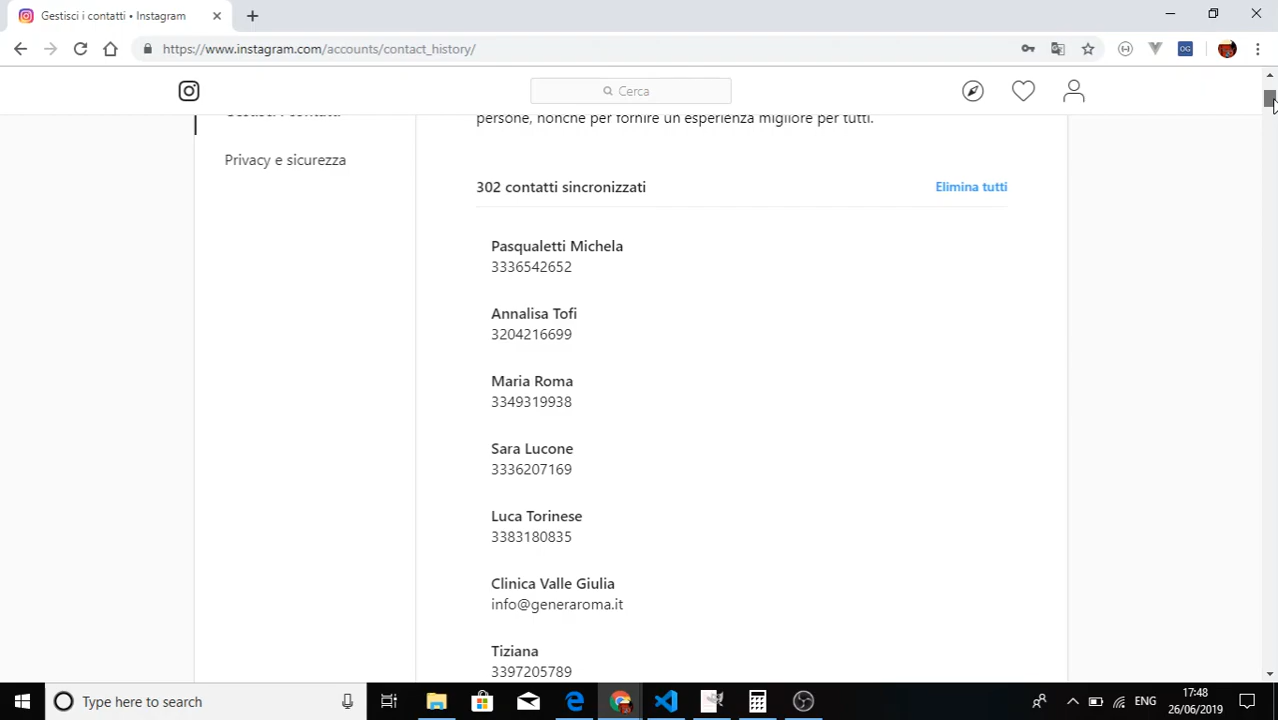 Gestisci i contatti • Instagram
https://www.instagram.com/accounts/contact_history/
OG
Cerca
Gestisci i contatti
persone, nonché per fornire un'esperienza migliore per tutti.
Privacy e sicurezza
302 contatti sincronizzati
Elimina tutti
Pasqualetti Michela
3336542652
Annalisa Tofi
3204216699
Maria Roma
3349319938
Sara Lucone
3336207169
Luca Torinese
3383180835
Clinica Valle Giulia
info@generaroma.it
Tiziana
3397205789
Type here to search
ENG
17:48
26/06/2019